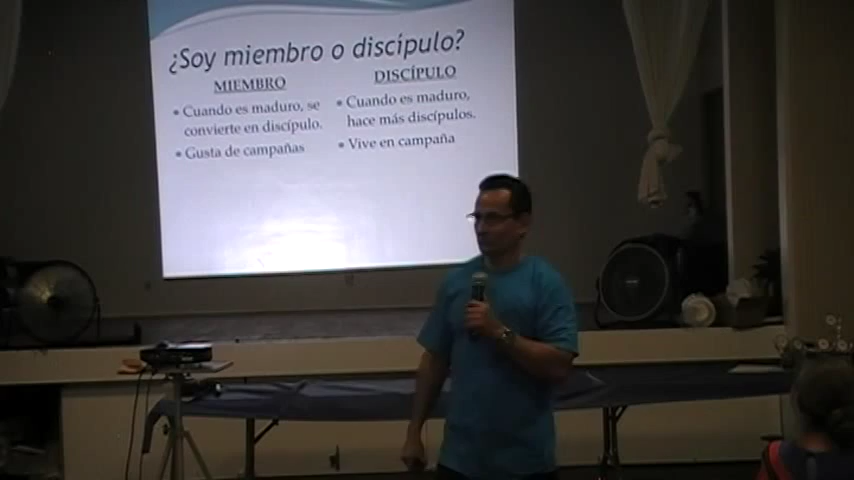 ¿Soy miembro o discípulo?
MIEMBRO
• Cuando es maduro, se
convierte en discípulo.
• Gusta de campañas
DISCÍPULO
• Cuando es maduro,
hace más discípulos.
• Vive en campaña